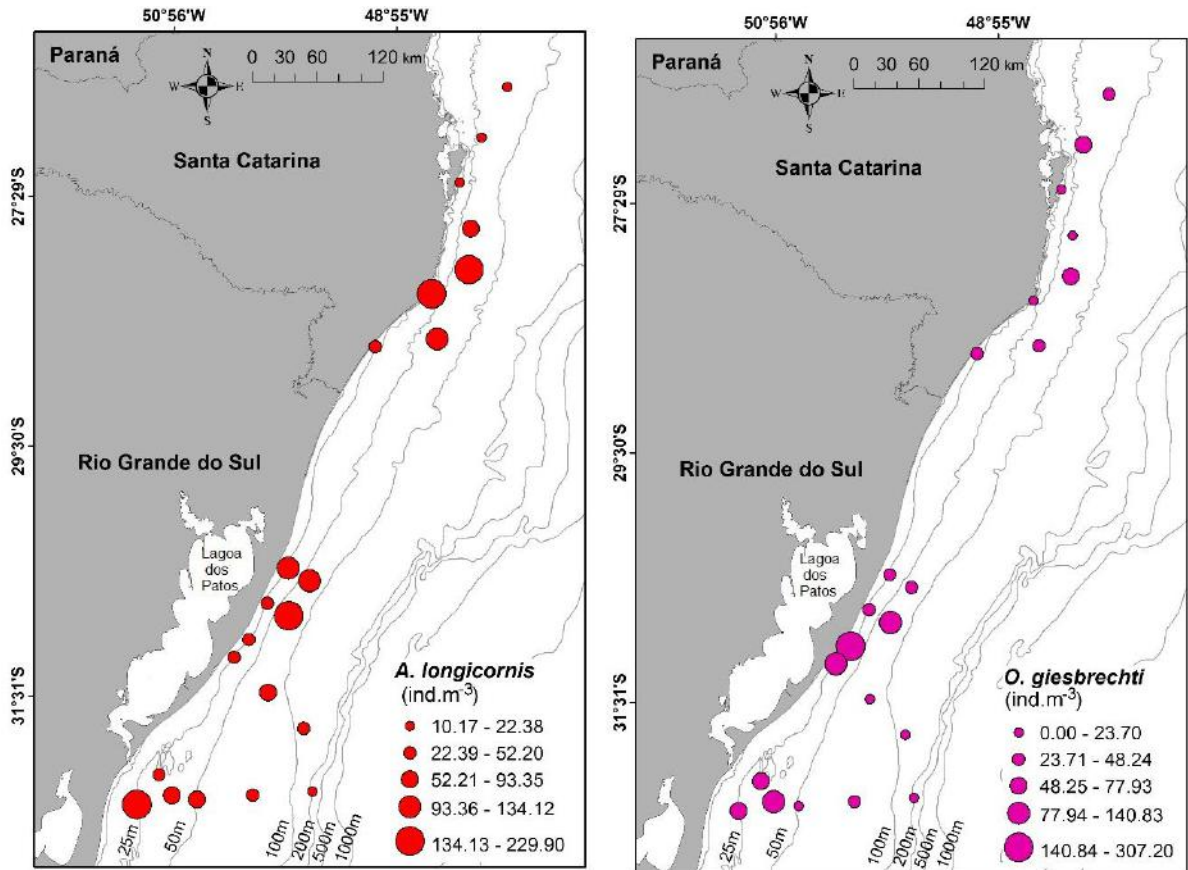 50°56'W 48°55'W
Paraná
N
W E
S
0 30 60 120 km
Santa Catarina
27°29'S
29°30'S
Rio Grande do Sul
Lagoa
dos
Patos
31°31'S
A. longicornis
(ind.m-3)
10.17 - 22.38
22.39 - 52.20
52.21 - 93.35
93.36 - 134.12
134.13 - 229.90
25m 50m 100m 200m 500m 1000m
50°56'W 48°55'W
Paraná
N
W E
S
0 30 60 120 km
Santa Catarina
27°29'S
29°30'S
Rio Grande do Sul
Lagoa
dos
Patos
31°31'S
O. giesbrechti
(ind.m-3)
0.00 - 23.70
23.71 - 48.24
48.25 - 77.93
77.94 - 140.83
140.84 - 307.20
25m 50m 100m 200m 500m 1000m